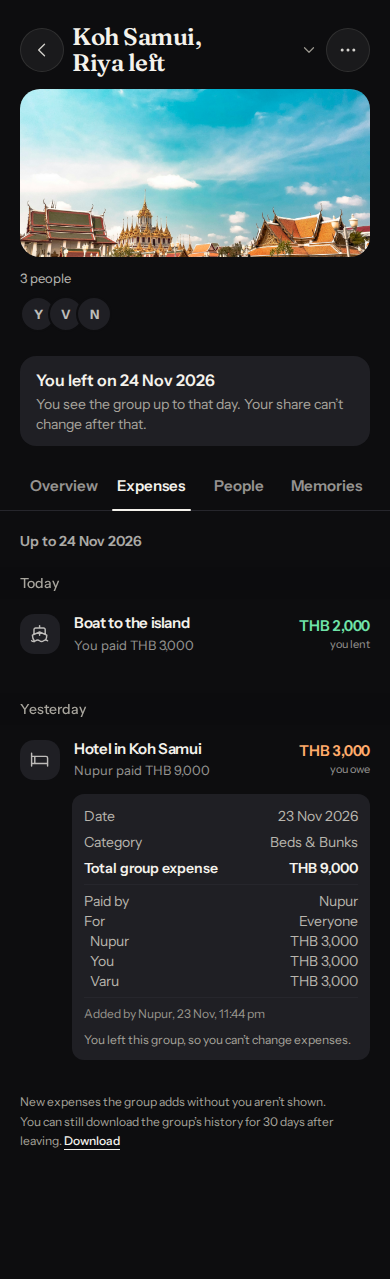 Koh Samui,
Riya left
3 people
Y V N
You left on 24 Nov 2026
You see the group up to that day. Your share can't
change after that.
Overview Expenses People Memories
Up to 24 Nov 2026
Today
Boat to the island THB 2,000
You paid THB 3,000 you lent
Yesterday
Hotel in Koh Samui THB 3,000
Nupur paid THB 9,000 you owe
Date 23 Nov 2026
Category Beds & Bunks
Total group expense THB 9,000
Paid by Nupur
For Everyone
Nupur THB 3,000
You THB 3,000
Varu THB 3,000
Added by Nupur, 23 Nov, 11:44 pm
You left this group, so you can't change expenses.
New expenses the group adds without you aren't shown.
You can still download the group's history for 30 days after
leaving. Download